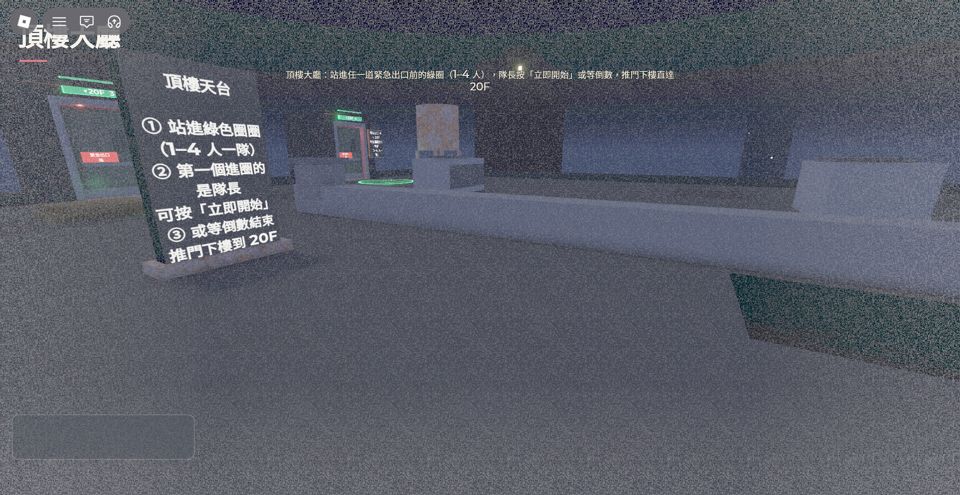 頂樓大廳
頂樓大廳：站進任一道緊急出口前的綠圈（1–4 人），隊長按「立即開始」或等倒數，推門下樓直達
20F
頂樓天台
① 站進綠色圈圈
（1–4 人一隊）
② 第一個進圈的
是隊長
可按「立即開始」
③ 或等倒數結束
推門下樓到 20F
20F
緊急出口